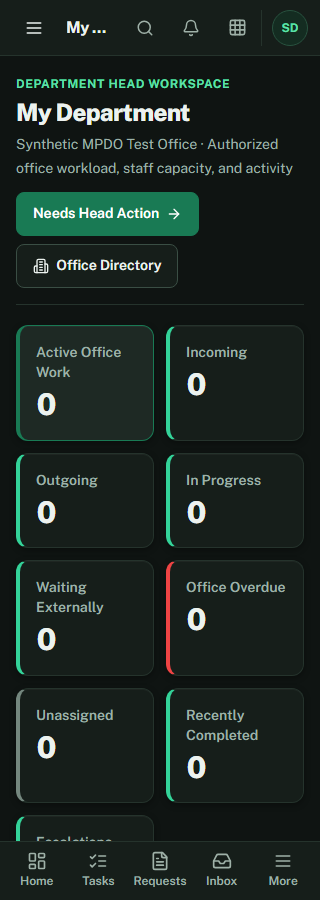 My ...
SD
DEPARTMENT HEAD WORKSPACE
My Department
Synthetic MPDO Test Office · Authorized
office workload, staff capacity, and activity
Needs Head Action →
Office Directory
Active Office
Work
0
Incoming
0
Outgoing
0
In Progress
0
Waiting
Externally
0
Office Overdue
0
Unassigned
0
Recently
Completed
0
Escalations
Home
Tasks
Requests
Inbox
More